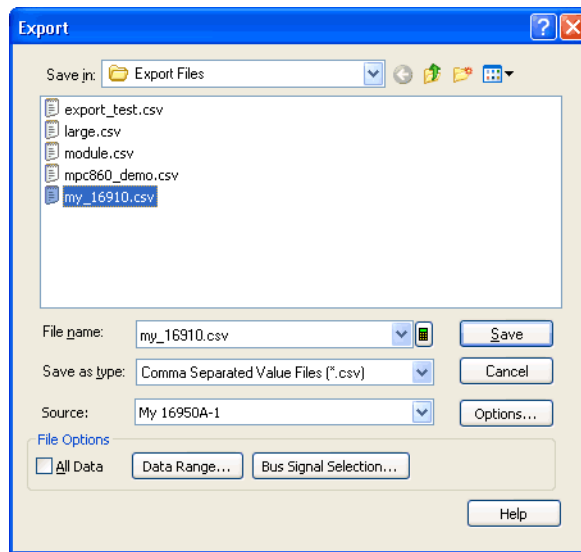 Export
Save in: Export Files
export_test.csv
large.csv
module.csv
mpc860_demo.csv
my_16910.csv
File name: my_16910.csv Save
Save as type: Comma Separated Value Files (*.csv) Cancel
Source: My 16950A-1 Options...
File Options
All Data Data Range... Bus Signal Selection...
Help